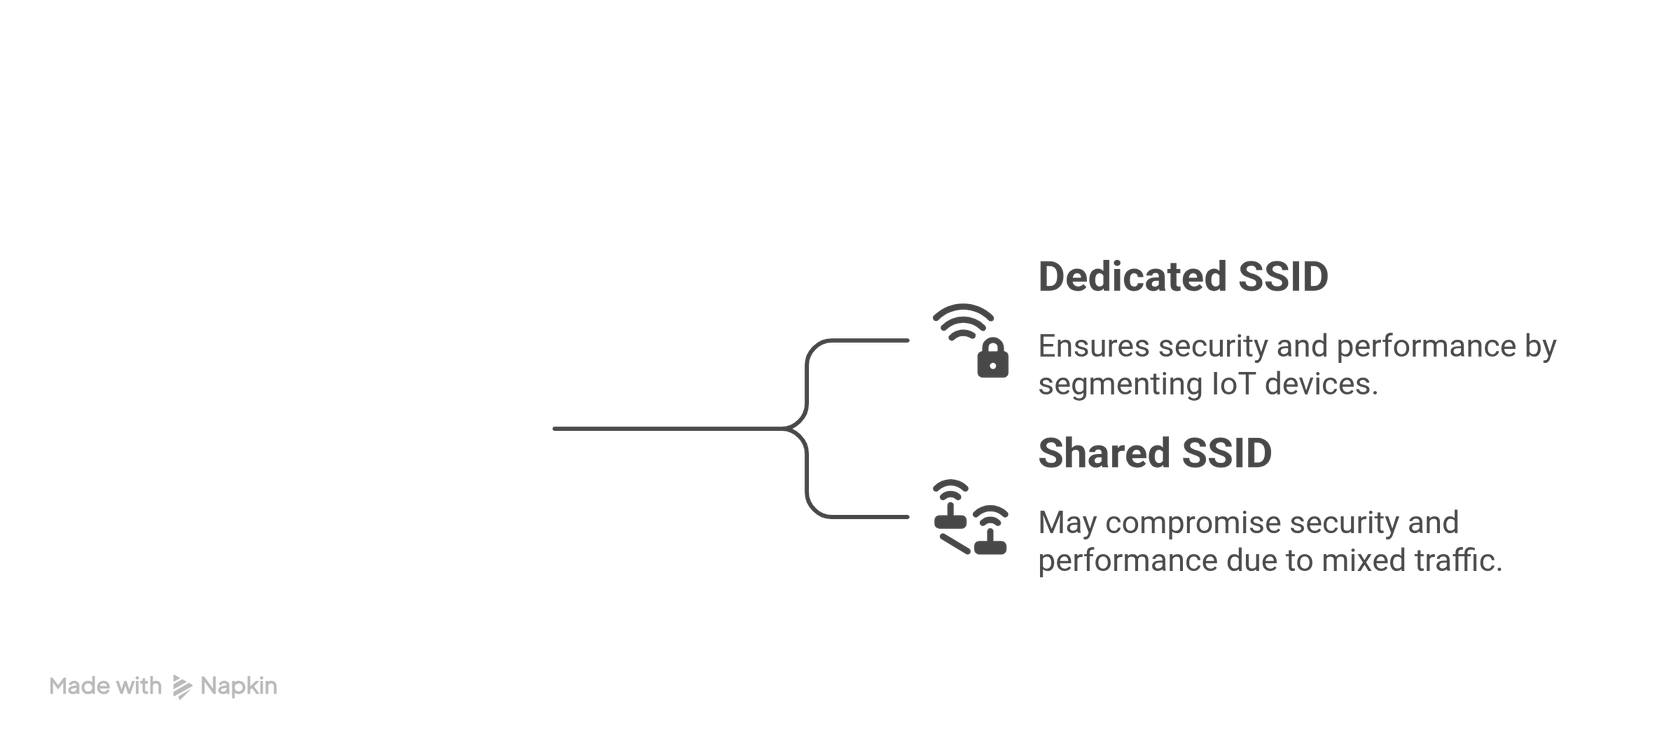 Dedicated SSID
Ensures security and performance by
segmenting IoT devices.
Shared SSID
May compromise security and
performance due to mixed traffic.
Made with Napkin